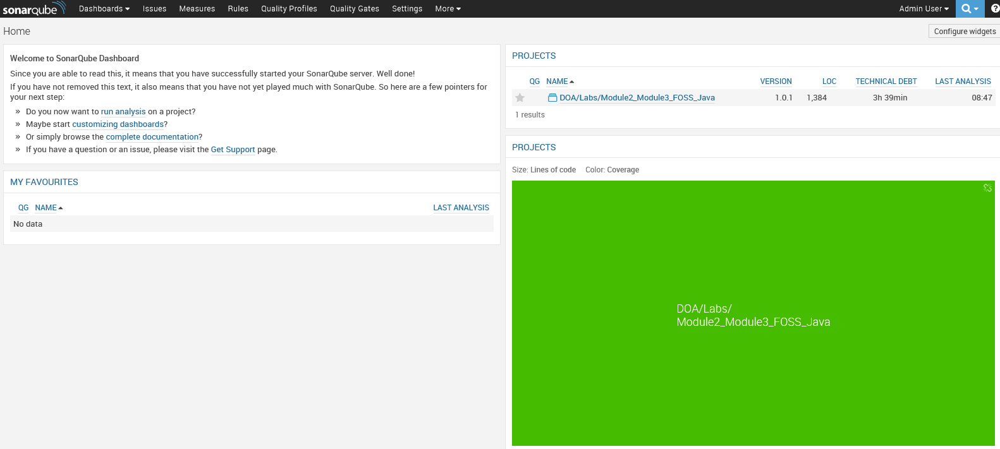 sonarqube Dashboards Issues Measures Rules Quality Profiles Quality Gates Settings More Admin User ?
Home
Configure widgets
Welcome to SonarQube Dashboard
Since you are able to read this, it means that you have successfully started your SonarQube server. Well done!
If you have not removed this text, it also means that you have not yet played much with SonarQube. So here are a few pointers for
your next step:
» Do you now want to run analysis on a project?
» Maybe start customizing dashboards?
» Or simply browse the complete documentation?
» If you have a question or an issue, please visit the Get Support page.
MY FAVOURITES
QG NAME LAST ANALYSIS
No data
PROJECTS
QG NAME VERSION LOC TECHNICAL DEBT LAST ANALYSIS
DOA/Labs/Module2_Module3_FOSS_Java 1.0.1 1,384 3h 39min 08:47
1 results
PROJECTS
Size: Lines of code Color: Coverage
DOA/Labs/
Module2_Module3_FOSS_Java